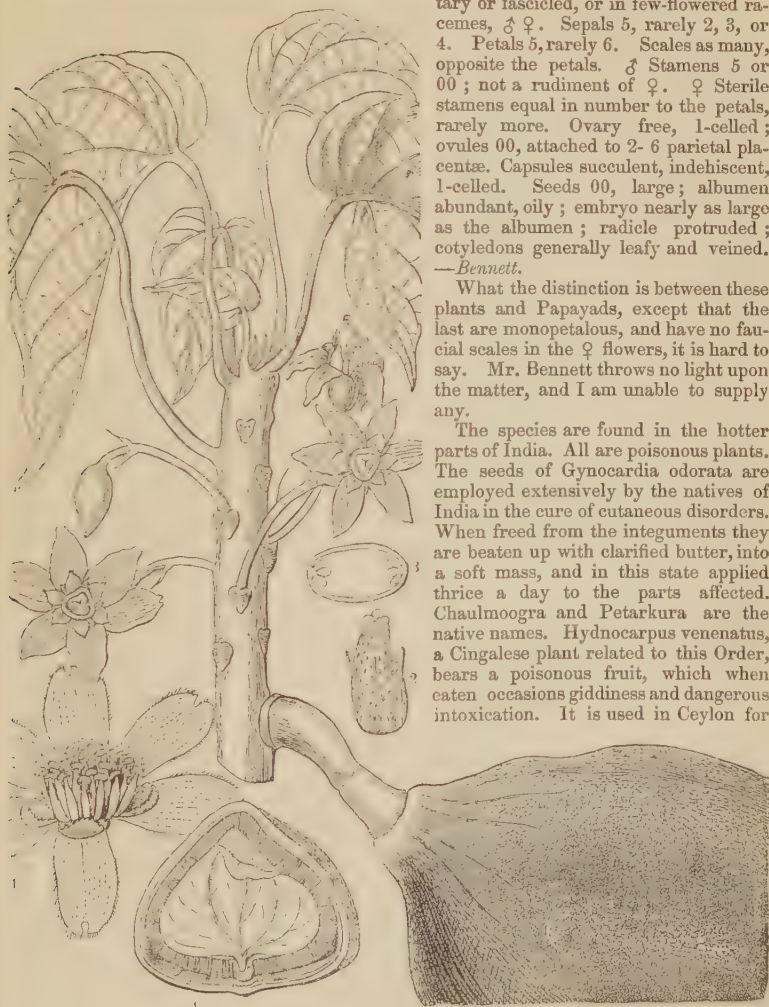 tary or fascicled, or in few-flowered ra-
cemes, ♂ ♀. Sepals 5, rarely 2, 3, or
4. Petals 5, rarely 6. Scales as many,
opposite the petals. ♂ Stamens 5 or
00 ; not a rudiment of ♀. ♀ Sterile
stamens equal in number to the petals,
rarely more. Ovary free, 1-celled ;
ovules 00, attached to 2- 6 parietal pla-
centæ. Capsules succulent, indehiscent,
1-celled. Seeds 00, large ; albumen
abundant, oily ; embryo nearly as large
as the albumen ; radicle protruded ;
cotyledons generally leafy and veined.
—Bennett.
What the distinction is between these
plants and Papayads, except that the
last are monopetalous, and have no fau-
cial scales in the ♀ flowers, it is hard to
say. Mr. Bennett throws no light upon
the matter, and I am unable to supply
any.
The species are found in the hotter
parts of India. All are poisonous plants.
The seeds of Gynocardia odorata are
employed extensively by the natives of
India in the cure of cutaneous disorders.
When freed from the integuments they
are beaten up with clarified butter, into
a soft mass, and in this state applied
thrice a day to the parts affected.
Chaulmoogra and Petarkura are the
native names. Hydnocarpus venenatus,
a Cingalese plant related to this Order,
bears a poisonous fruit, which when
eaten occasions giddiness and dangerous
intoxication. It is used in Ceylon for
3
2
1